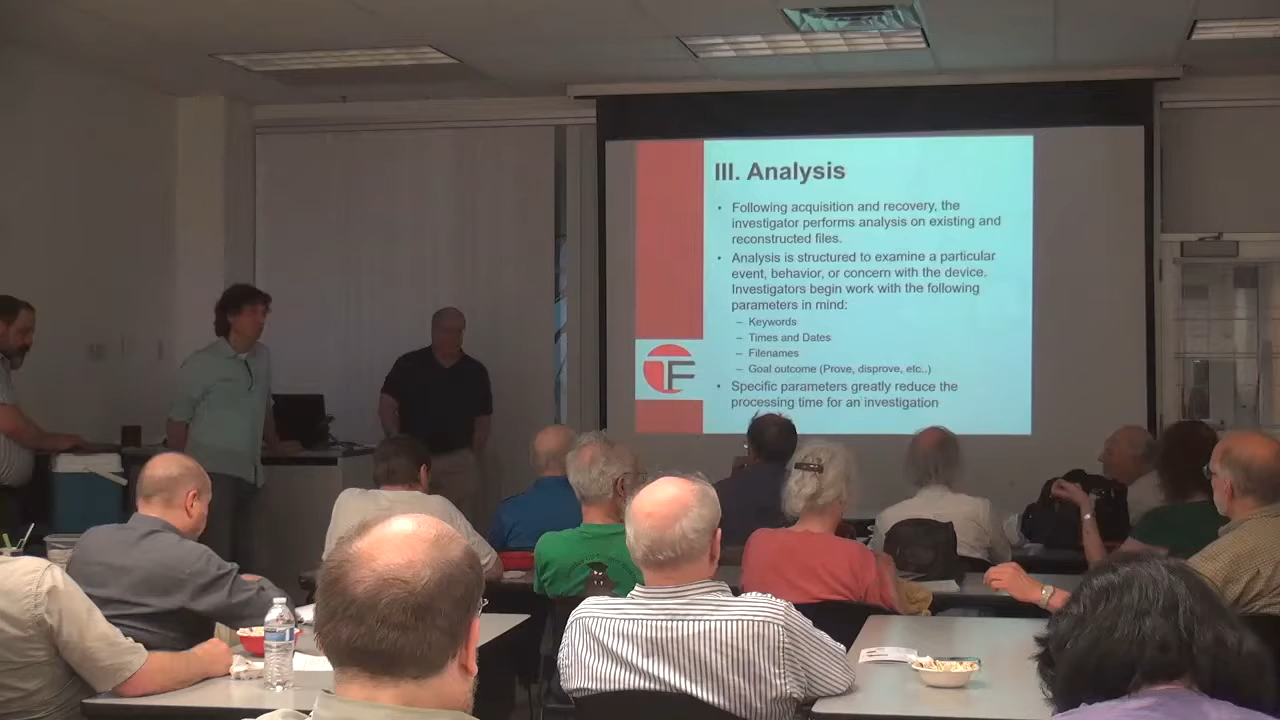 III. Analysis
• Following acquisition and recovery, the
investigator performs analysis on existing and
reconstructed files.
• Analysis is structured to examine a particular
event, behavior, or concern with the device.
Investigators begin work with the following
parameters in mind:
– Keywords
– Times and Dates
– Filenames
– Goal outcome (Prove, disprove, etc..)
• Specific parameters greatly reduce the
processing time for an investigation
TF